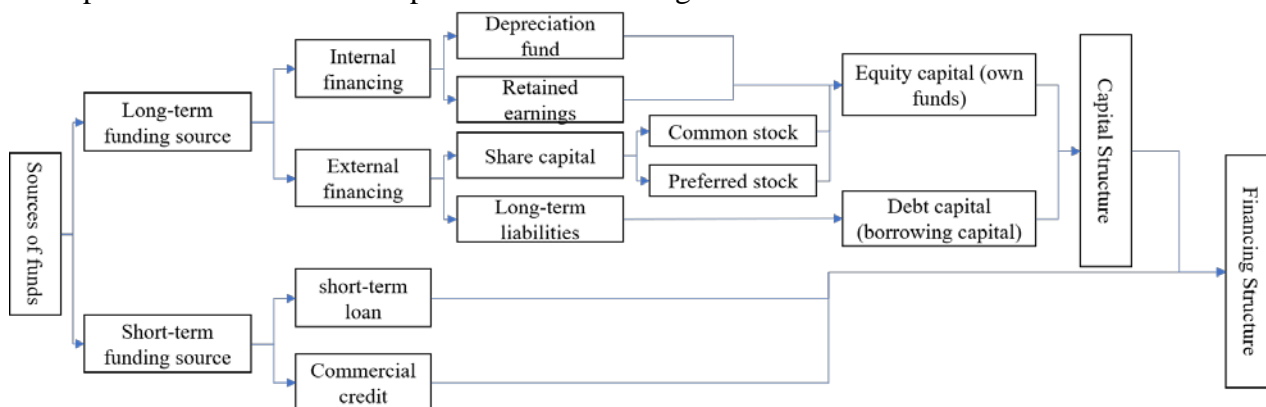 Depreciation
fund
Internal
financing
Equity capital (own
funds)
Retained
earnings
Long-term
funding source
Common stock
Share capital
External
financing
Preferred stock
Long-term
liabilities
Debt capital
(borrowing capital)
Capital Structure
Sources of funds
Financing Structure
short-term
loan
Short-term
funding source
Commercial
credit